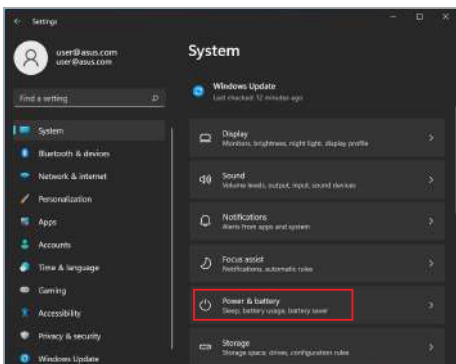 Settings
user@asus.com
user@asus.com
Find a setting
System
Bluetooth & devices
Network & internet
Personalization
Apps
Accounts
Time & language
Gaming
Accessibility
Privacy & security
Windows Update
System
Windows Update
Last checked: 12 minutes ago
Display
Monitors, brightness, night light, display profile
Sound
Volume levels, output, input, sound devices
Notifications
Alerts from apps and system
Focus assist
Notifications, automatic rules
Power & battery
Sleep, battery usage, battery saver
Storage
Storage space, drives, configuration rules